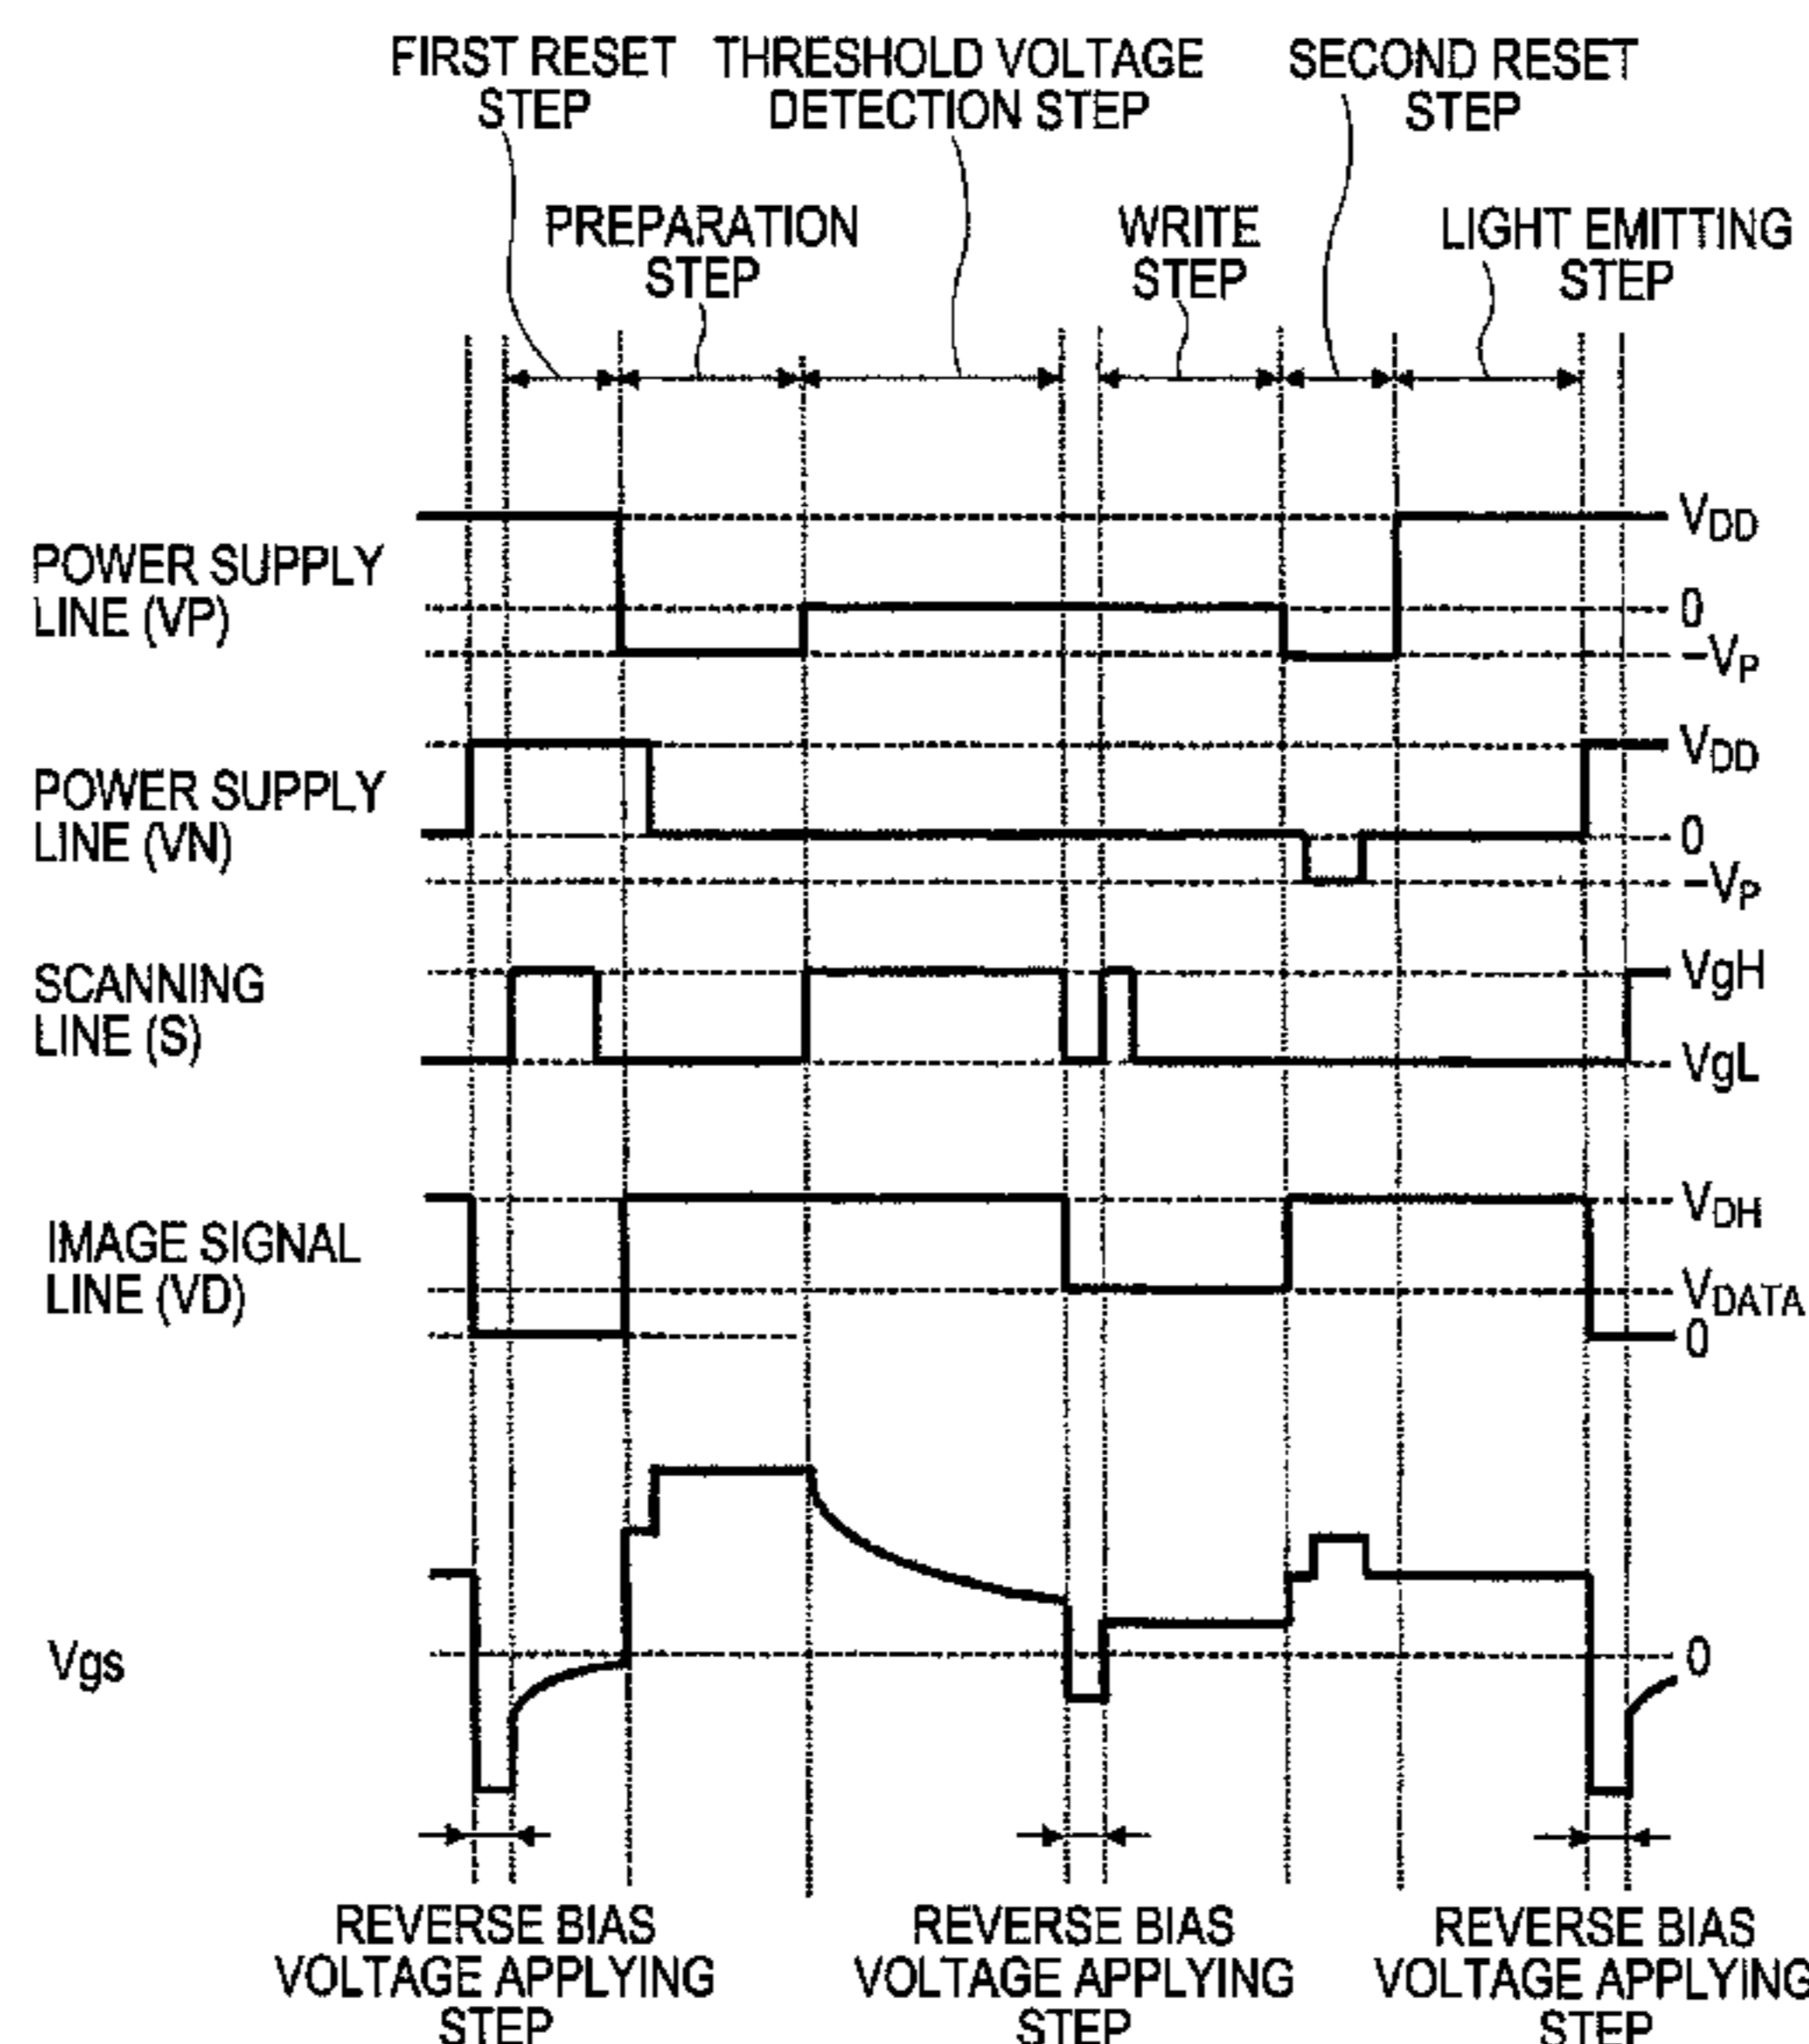 FIRST RESET
STEP
THRESHOLD VOLTAGE
DETECTION STEP
SECOND RESET
STEP
PREPARATION
STEP
WRITE
STEP
LIGHT EMITTING
STEP
POWER SUPPLY
LINE (VP)
VDD
0
−VP
POWER SUPPLY
LINE (VN)
VDD
0
−VP
SCANNING
LINE (S)
VgH
VgL
IMAGE SIGNAL
LINE (VD)
VDH
VDATA
0
Vgs
0
REVERSE BIAS
VOLTAGE APPLYING
STEP
REVERSE BIAS
VOLTAGE APPLYING
STEP
REVERSE BIAS
VOLTAGE APPLYING
STEP